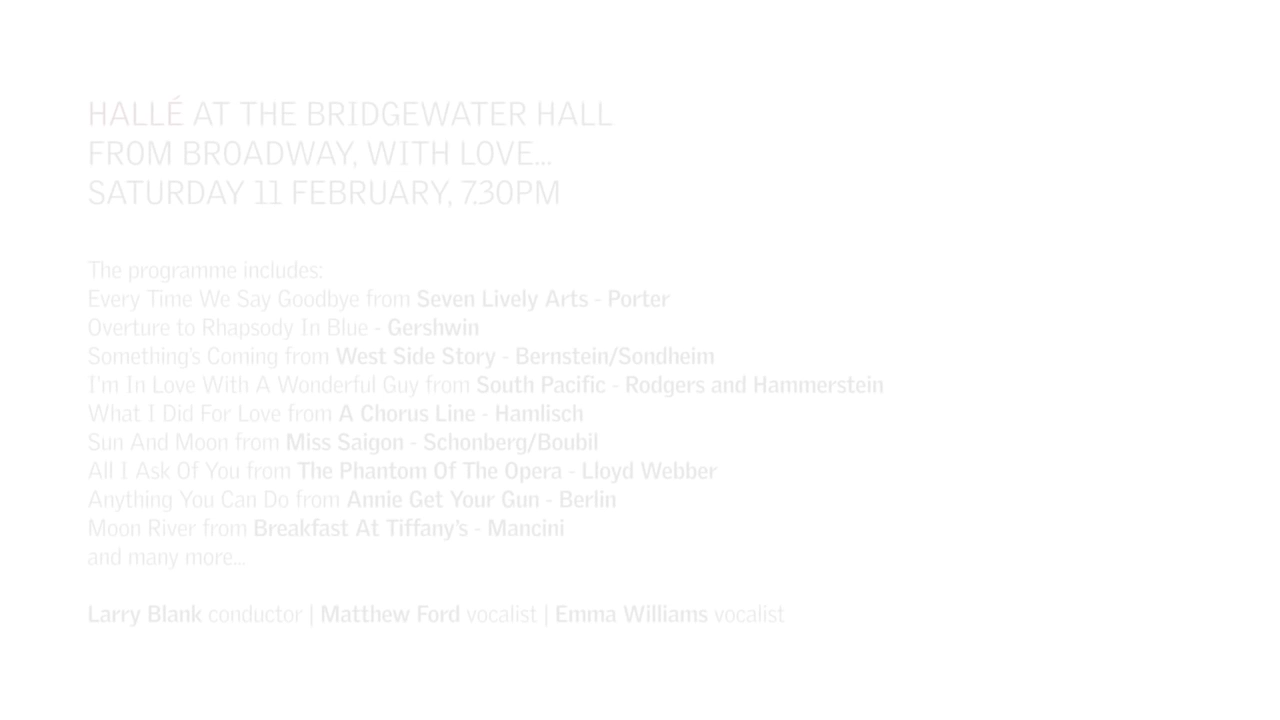 HALLÉ AT THE BRIDGEWATER HALL
FROM BROADWAY, WITH LOVE...
SATURDAY 11 FEBRUARY, 7.30PM
The programme includes:
Every Time We Say Goodbye from Seven Lively Arts - Porter
Overture to Rhapsody In Blue - Gershwin
Something's Coming from West Side Story - Bernstein/Sondheim
I'm In Love With A Wonderful Guy from South Pacific - Rodgers and Hammerstein
What I Did For Love from A Chorus Line - Hamlisch
Sun And Moon from Miss Saigon - Schonberg/Boubil
All I Ask Of You from The Phantom Of The Opera - Lloyd Webber
Anything You Can Do from Annie Get Your Gun - Berlin
Moon River from Breakfast At Tiffany's - Mancini
and many more...
Larry Blank conductor | Matthew Ford vocalist | Emma Williams vocalist